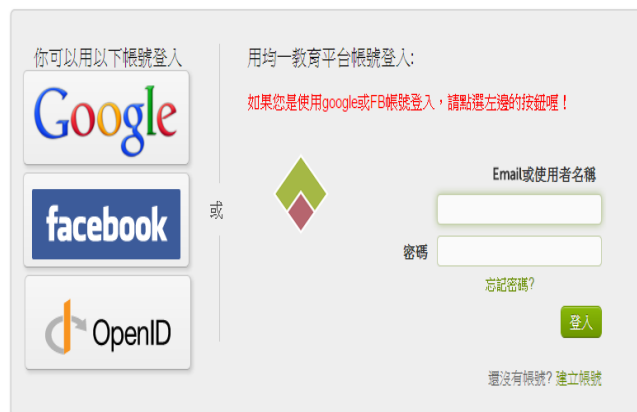 你可以用以下帳號登入
Google
facebook
OpenID
或
用均一教育平台帳號登入:
如果您是使用google或FB帳號登入，請點選左邊的按鈕喔！
Email或使用者名稱
密碼
忘記密碼?
登入
還沒有帳號? 建立帳號